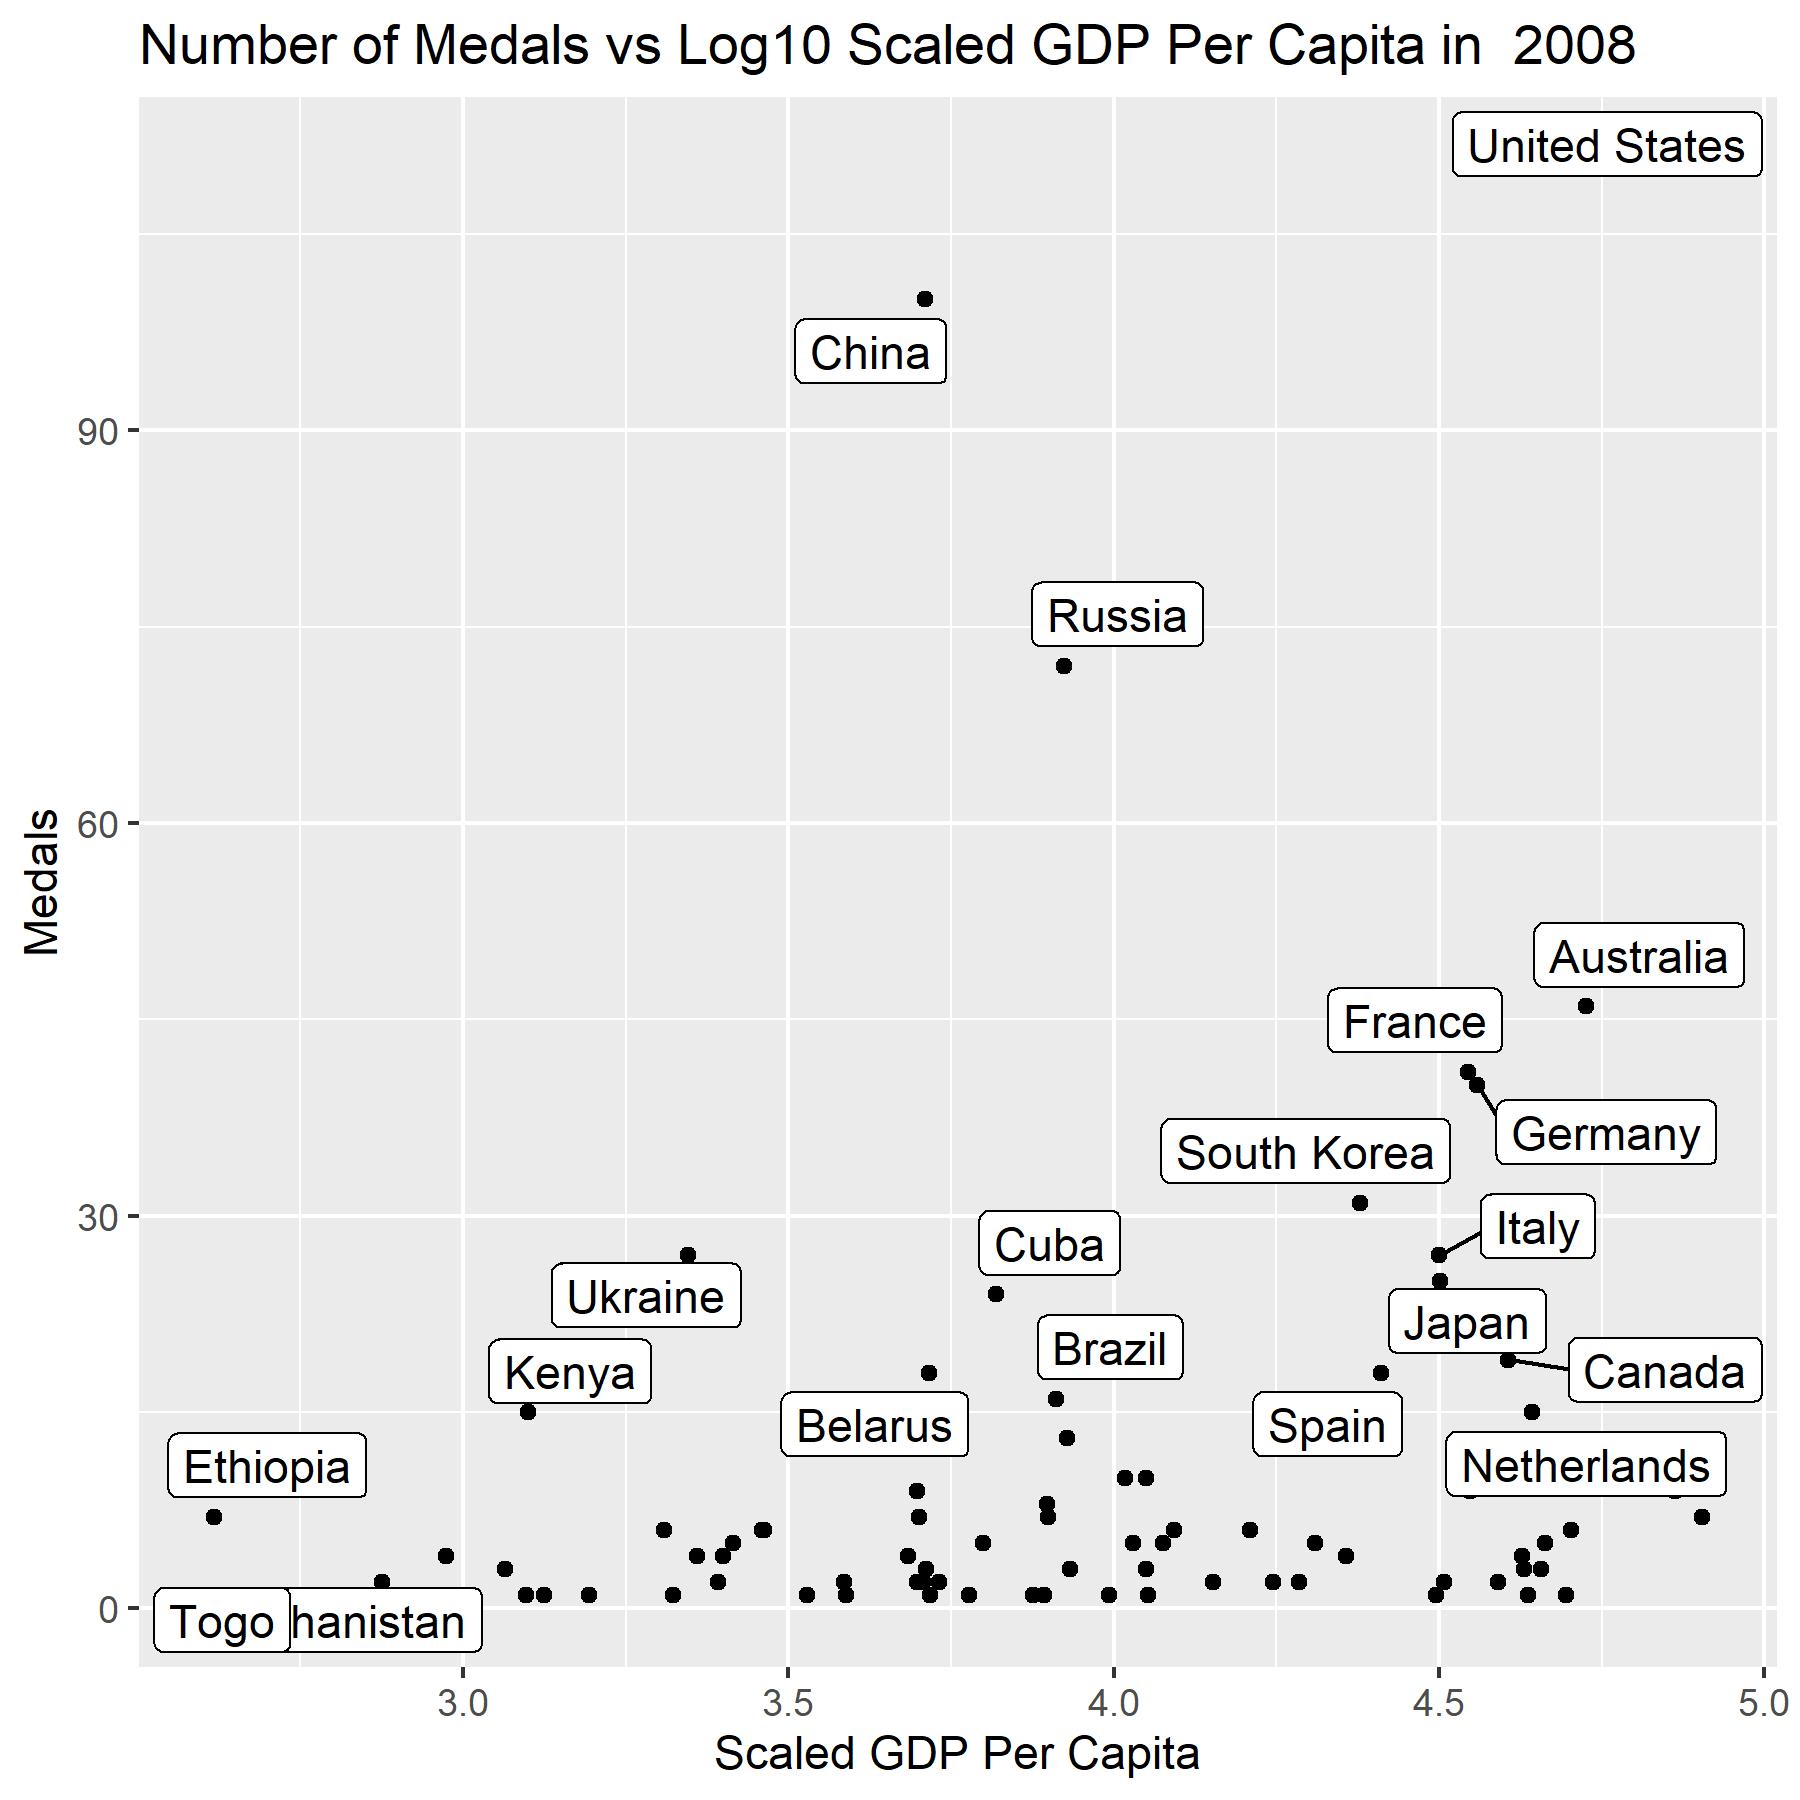 Number of Medals vs Log10 Scaled GDP Per Capita in  2008
United States
China
90
Russia
60
Medals
Australia
France
Germany
South Korea
Italy
30
Cuba
Ukraine
Japan
Brazil
Kenya
Canada
Belarus
Spain
Ethiopia
Netherlands
0
Togo
hanistan
3.0
3.5
4.0
4.5
5.0
Scaled GDP Per Capita